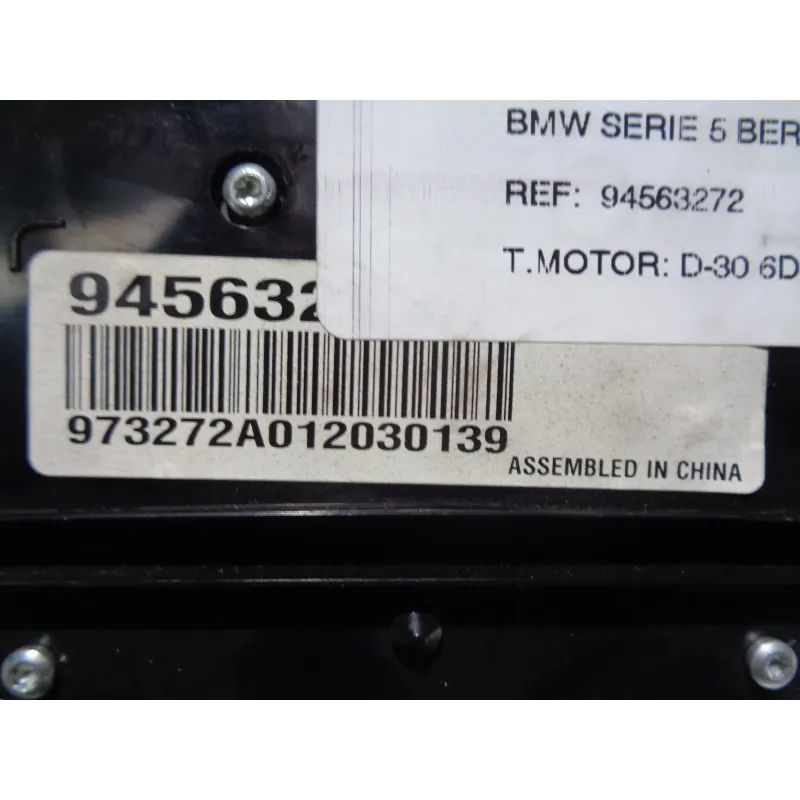 BMW SERIE 5 BER
REF: 94563272
T.MOTOR: D-30 6D
945632
973272A012030139
ASSEMBLED IN CHINA